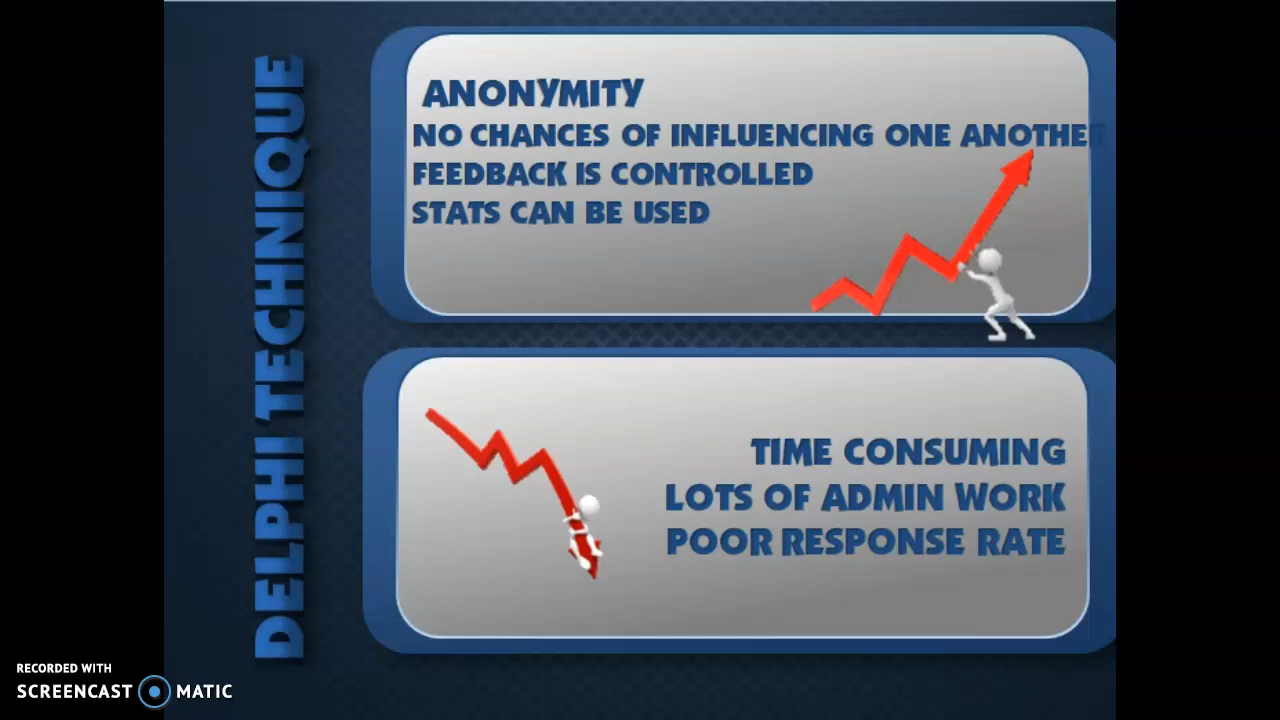 DELPHI TECHNIQUE
ANONYMITY
NO CHANCES OF INFLUENCING ONE ANOTHER
FEEDBACK IS CONTROLLED
STATS CAN BE USED
TIME CONSUMING
LOTS OF ADMIN WORK
POOR RESPONSE RATE
RECORDED WITH
SCREENCAST MATIC